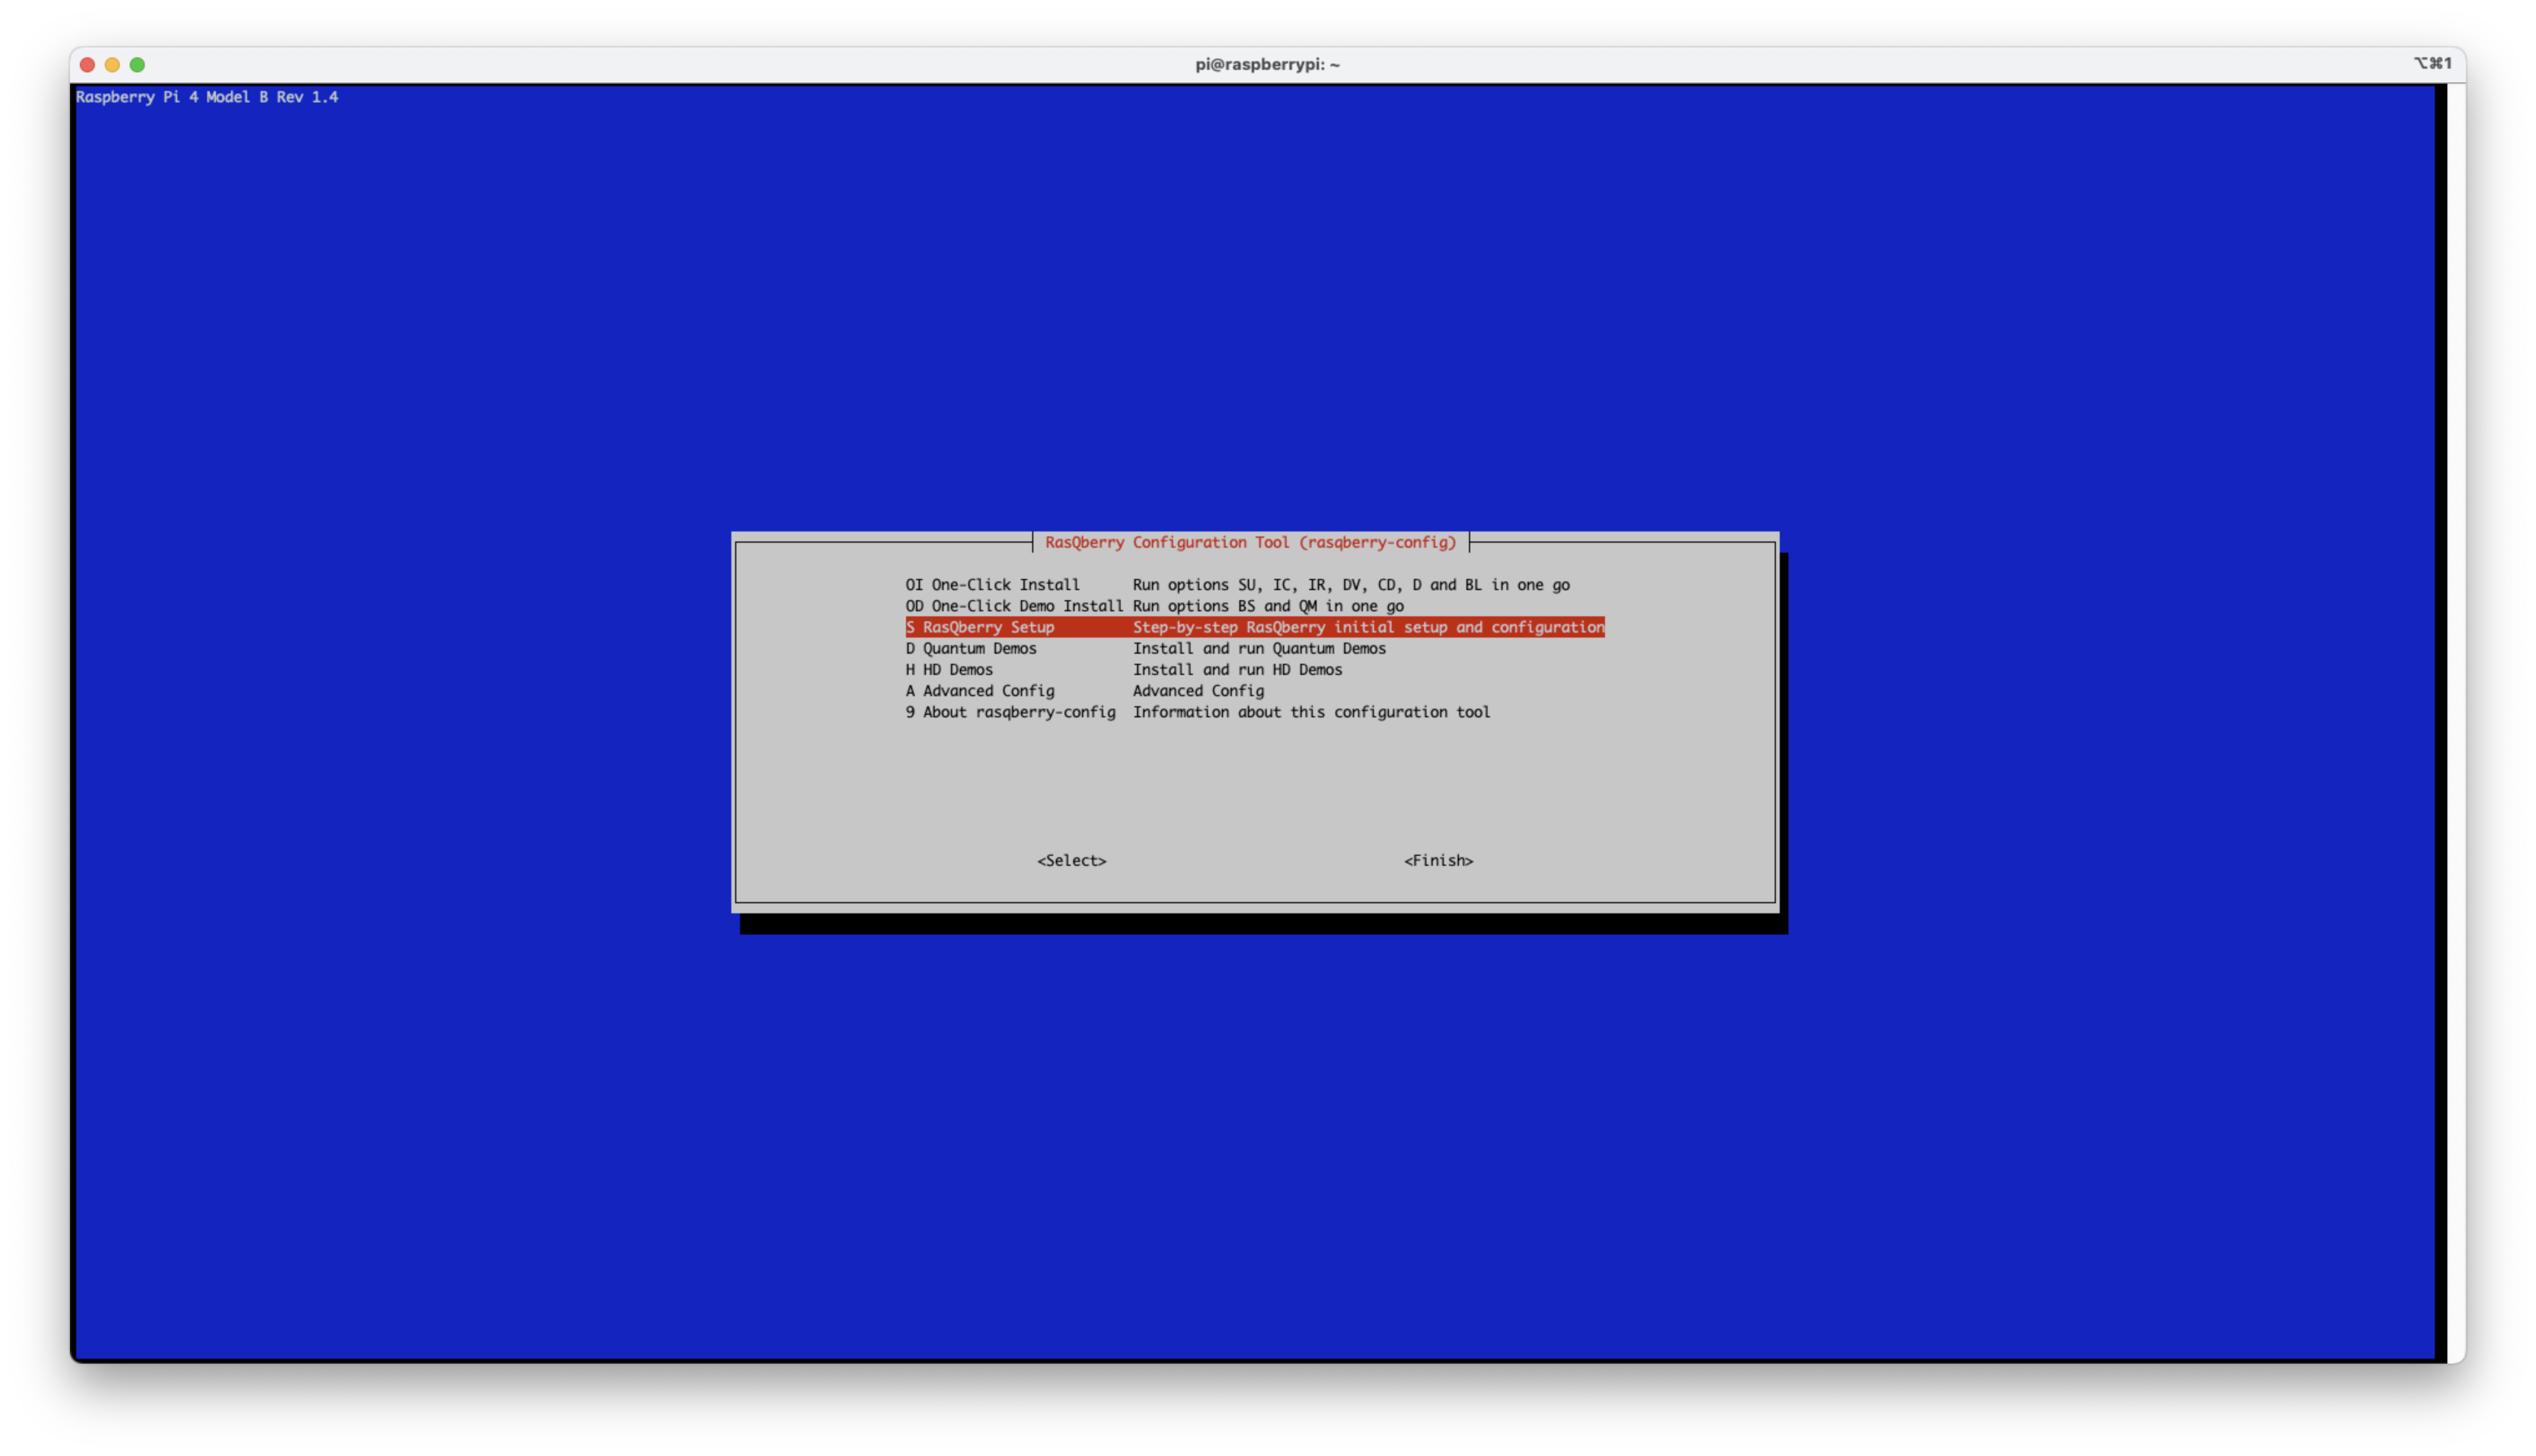 pi@raspberrypi: ~
⌥⌘1
Raspberry Pi 4 Model B Rev 1.4
RasQberry Configuration Tool (rasqberry-config)
OI One-Click Install Run options SU, IC, IR, DV, CD, D and BL in one go
OD One-Click Demo Install Run options BS and QM in one go
S RasQberry Setup Step-by-step RasQberry initial setup and configuration
D Quantum Demos Install and run Quantum Demos
H HD Demos Install and run HD Demos
A Advanced Config Advanced Config
9 About rasqberry-config Information about this configuration tool
<Select> <Finish>